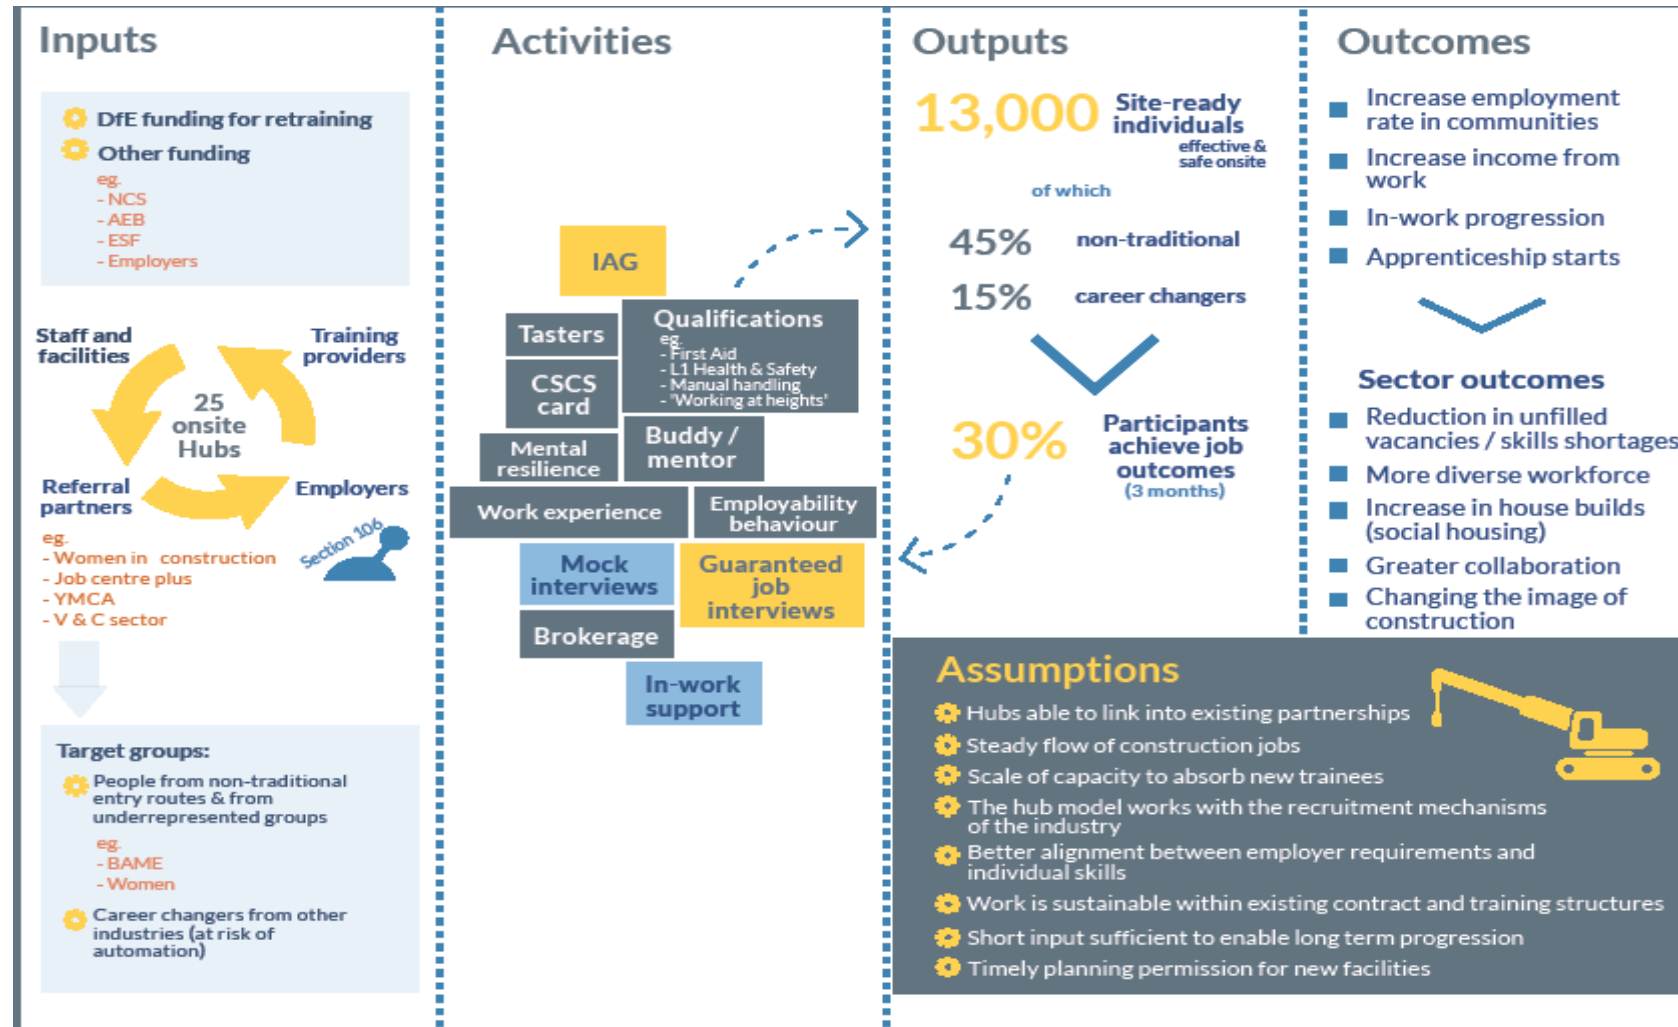 Inputs
DfE funding for retraining
Other funding
eg.
- NCS
- AEB
- ESF
- Employers
Staff and
facilities
Training
providers
25
onsite
Hubs
Referral
partners
Employers
eg.
- Women in construction
- Job centre plus
- YMCA
- V & C sector
Section 106
Target groups:
People from non-traditional
entry routes & from
underrepresented groups
eg.
- BAME
- Women
Career changers from other
industries (at risk of
automation)
Activities
IAG
Tasters
Qualifications
eg.
- First Aid
- L1 Health & Safety
- Manual handling
- 'Working at heights'
CSCS
card
Mental
resilience
Buddy /
mentor
Work experience
Employability
behaviour
Mock
interviews
Guaranteed
job
interviews
Brokerage
In-work
support
Outputs
13,000
Site-ready
individuals
effective &
safe onsite
of which
45% non-traditional
15% career changers
30%
Participants
achieve job
outcomes
(3 months)
Outcomes
Increase employment
rate in communities
Increase income from
work
In-work progression
Apprenticeship starts
Sector outcomes
Reduction in unfilled
vacancies / skills shortages
More diverse workforce
Increase in house builds
(social housing)
Greater collaboration
Changing the image of
construction
Assumptions
Hubs able to link into existing partnerships
Steady flow of construction jobs
Scale of capacity to absorb new trainees
The hub model works with the recruitment mechanisms
of the industry
Better alignment between employer requirements and
individual skills
Work is sustainable within existing contract and training structures
Short input sufficient to enable long term progression
Timely planning permission for new facilities